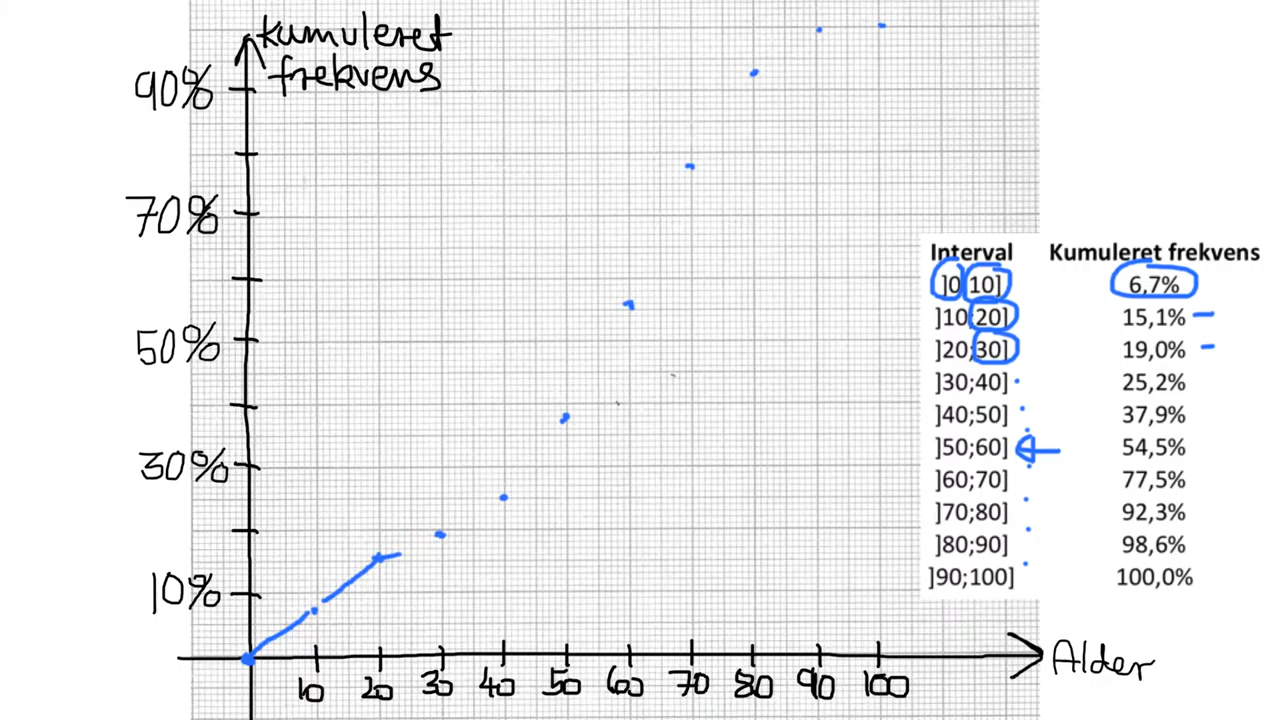 kumuleret
frekvens
90%
70%
50%
30%
10%
10 20 30 40 50 60 70 80 90 100
Alder
Interval Kumuleret frekvens
]0 10] 6,7%
]10 20] 15,1%
]20;30] 19,0%
]30;40] 25,2%
]40;50] 37,9%
]50;60] 54,5%
]60;70] 77,5%
]70;80] 92,3%
]80;90] 98,6%
]90;100] 100,0%